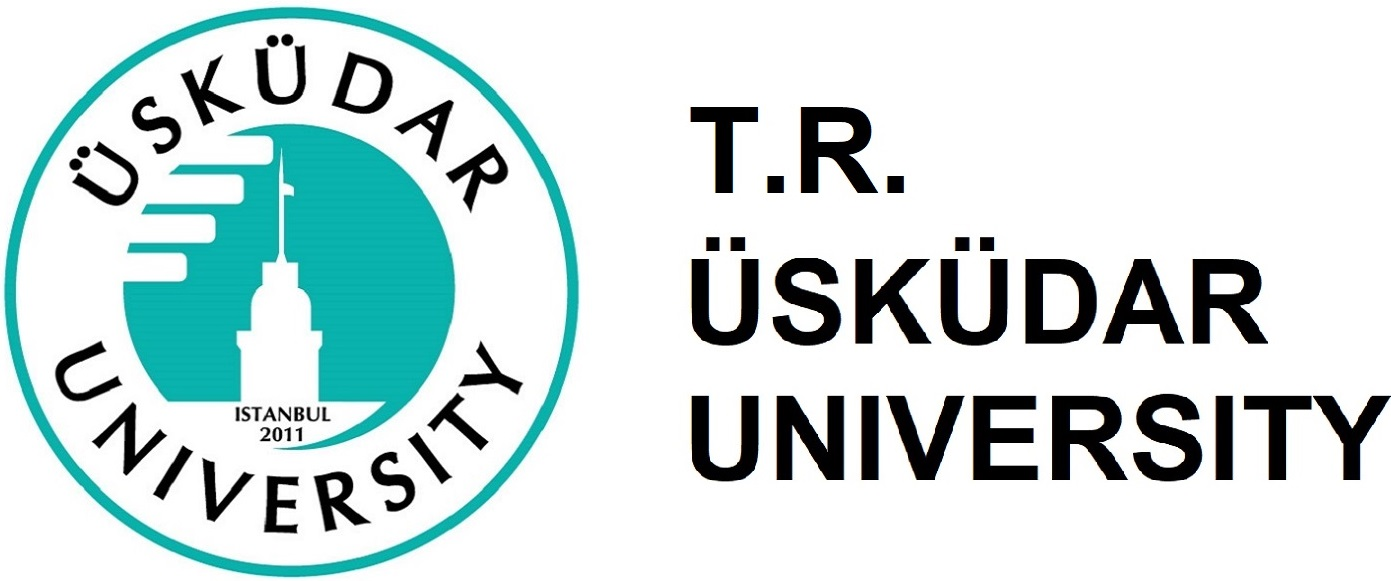 ÜSKÜDAR
UNIVERSITY
ISTANBUL
2011
T.R.
ÜSKÜDAR
UNIVERSITY